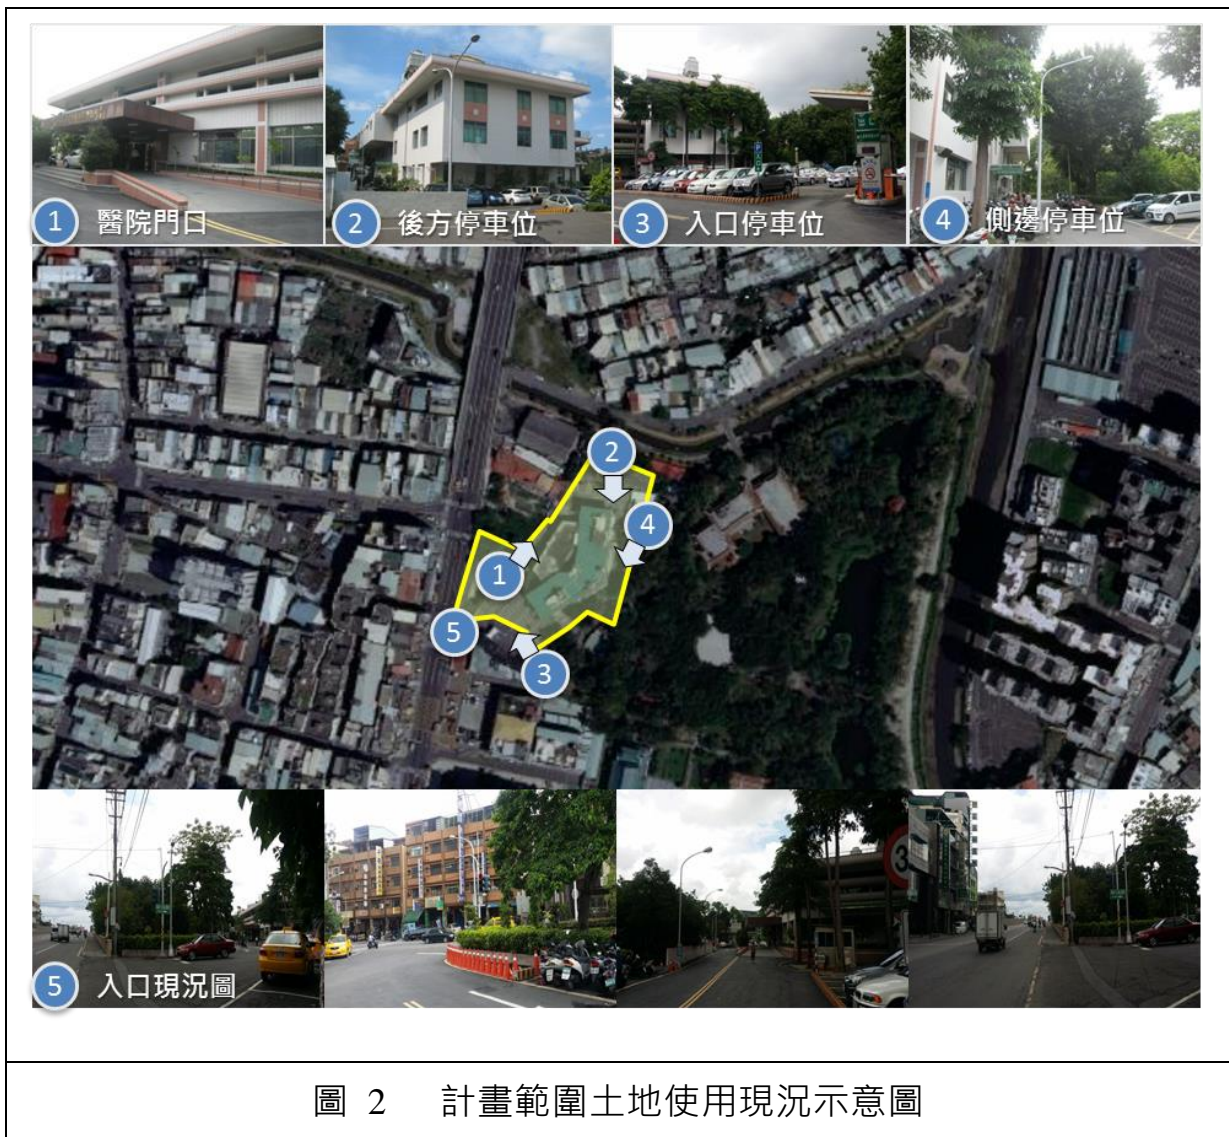 1 醫院門口
2 後方停車位
3 入口停車位
4 側邊停車位
2
4
1
5
3
5 入口現況圖
3
圖 2 計畫範圍土地使用現況示意圖